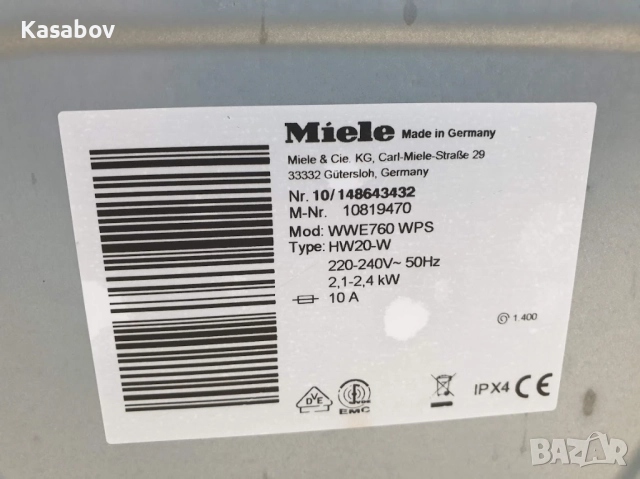 Kasabov
Miele Made in Germany
Miele & Cie. KG, Carl-Miele-Straße 29
33332 Gütersloh, Germany
Nr. 10/148643432
M-Nr. 10819470
Mod: WWE760 WPS
Type: HW20-W
220-240V~ 50Hz
2,1-2,4 kW
10 A
1.400
DVE
EMC
IPX4 CE
BAZAR